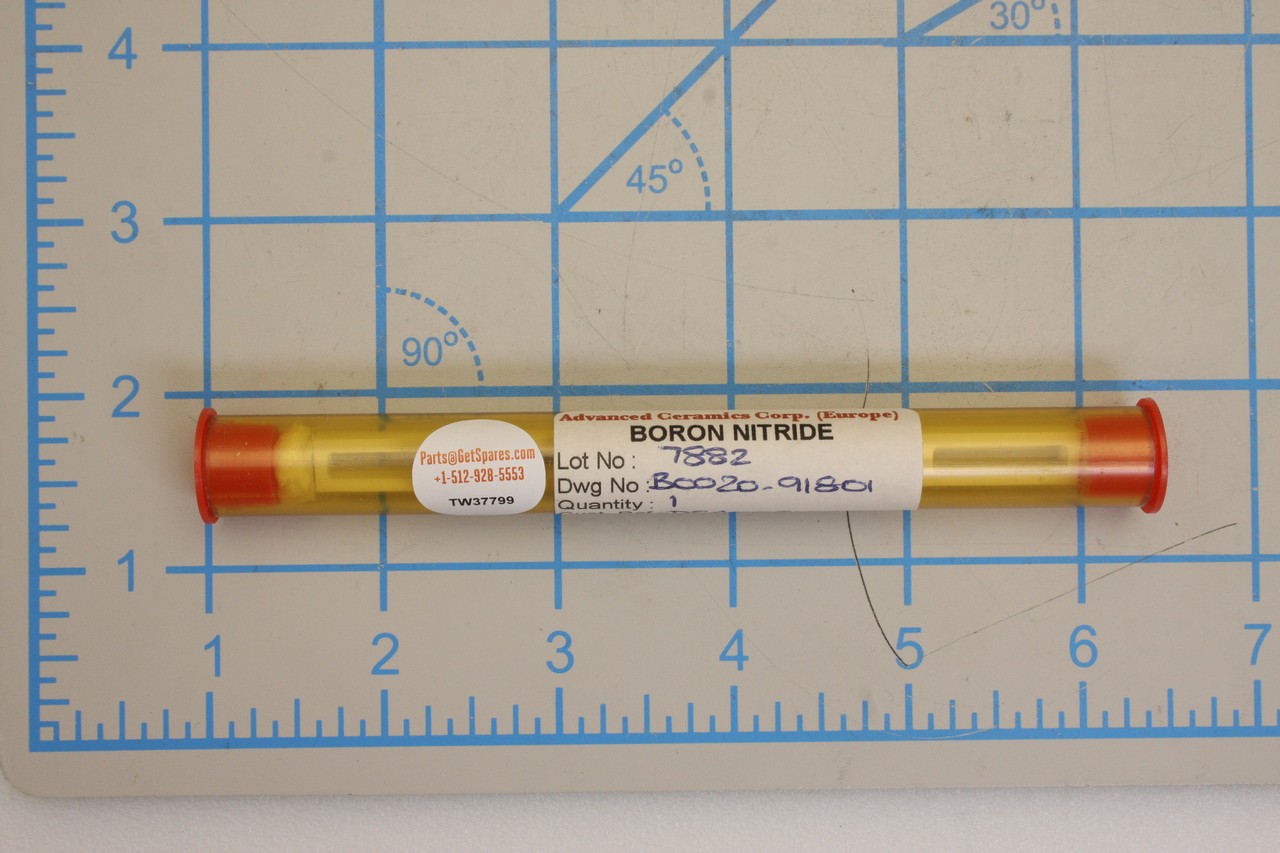 4
30°
3
45°
2
90°
1
Parts@GetSpares.com
+1-512-928-5553
TW37799
Advanced Ceramics Corp. (Europe)
BORON NITRIDE
Lot No : 7882
Dwg No : B0020-91801
Quantity : 1
1 2 3 4 5 6 7